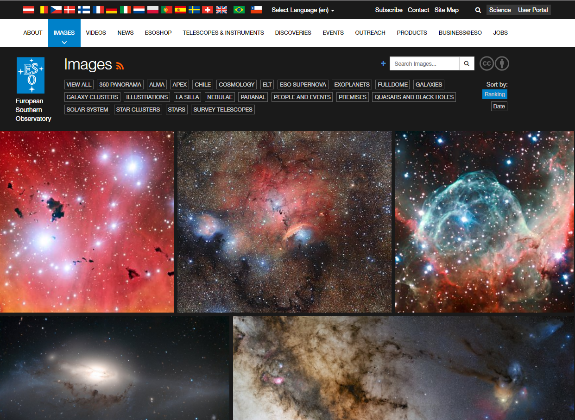 Select Language (en)
Subscribe Contact Site Map
Science User Portal
ABOUT IMAGES VIDEOS NEWS ESOSHOP TELESCOPES & INSTRUMENTS DISCOVERIES EVENTS OUTREACH PRODUCTS BUSINESS@ESO JOBS
ESO
European
Southern
Observatory
Images
Search Images...
VIEW ALL 360 PANORAMA ALMA APEX CHILE COSMOLOGY ELT ESO SUPERNOVA EXOPLANETS FULLDOME GALAXIES
GALAXY CLUSTERS ILLUSTRATIONS LA SILLA NEBULAE PARANAL PEOPLE AND EVENTS PREMISES QUASARS AND BLACK HOLES
SOLAR SYSTEM STAR CLUSTERS STARS SURVEY TELESCOPES
Sort by:
Ranking
Date